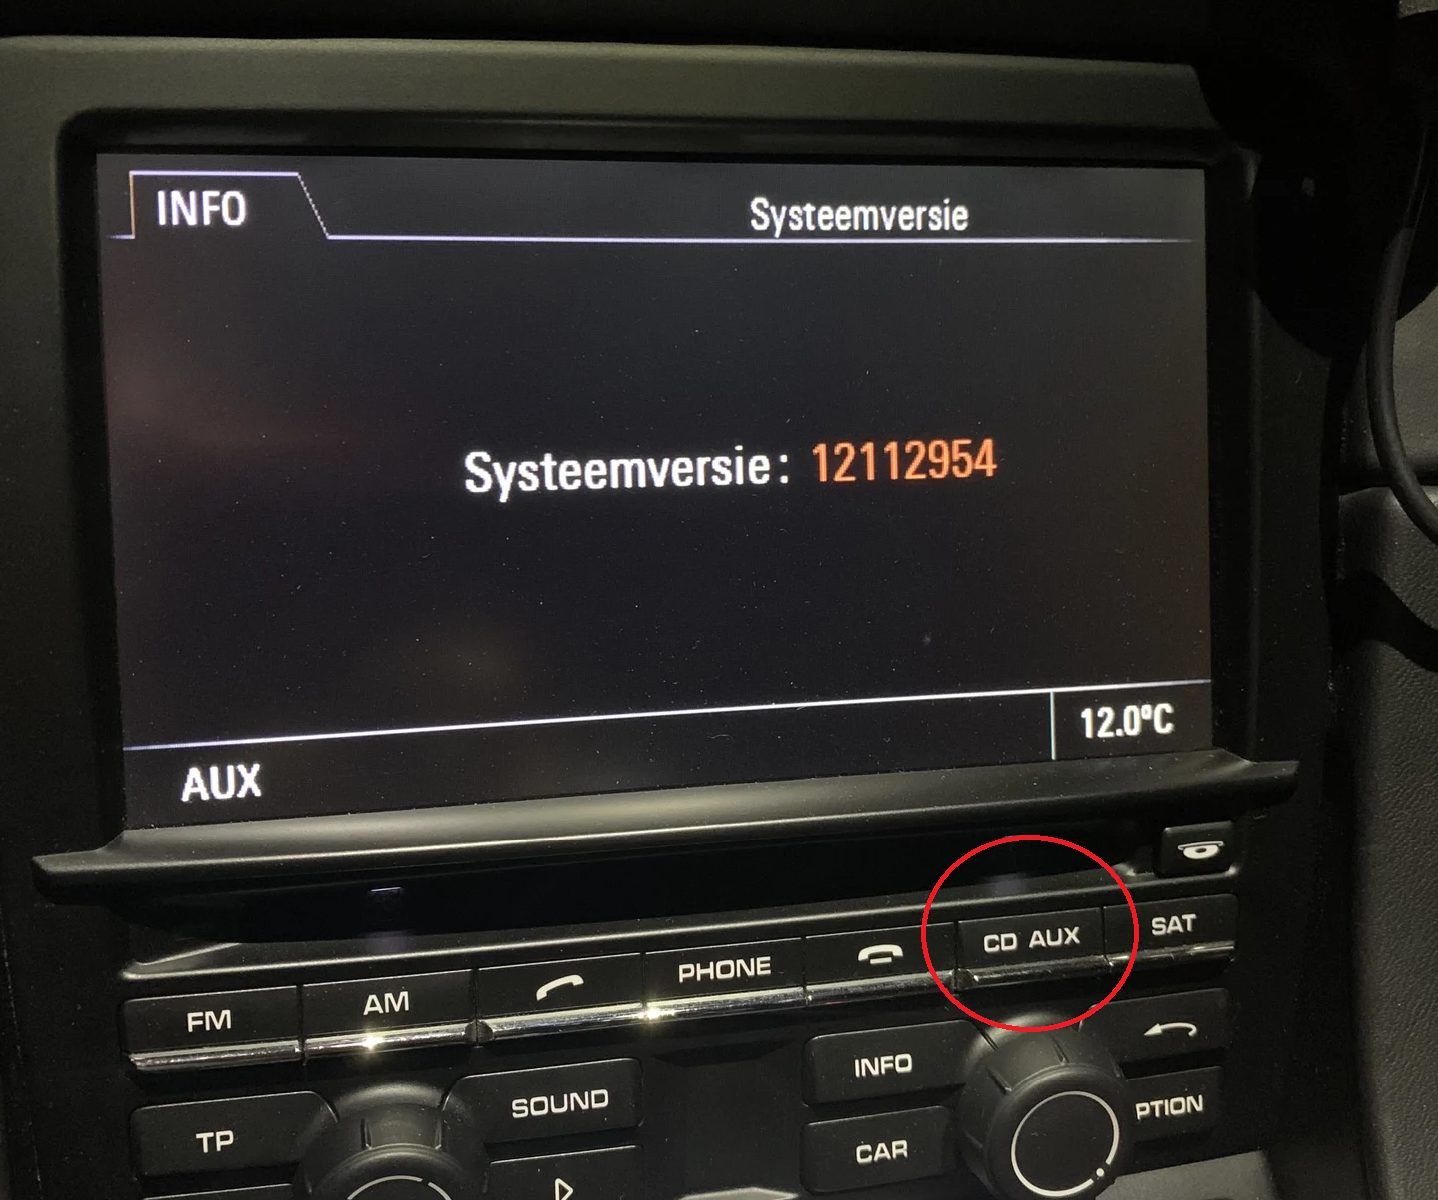 INFO
Systeemversie
Systeemversie: 12112954
12.0°C
AUX
FM
AM
PHONE
CD AUX
SAT
TP
SOUND
INFO
CAR
PTION